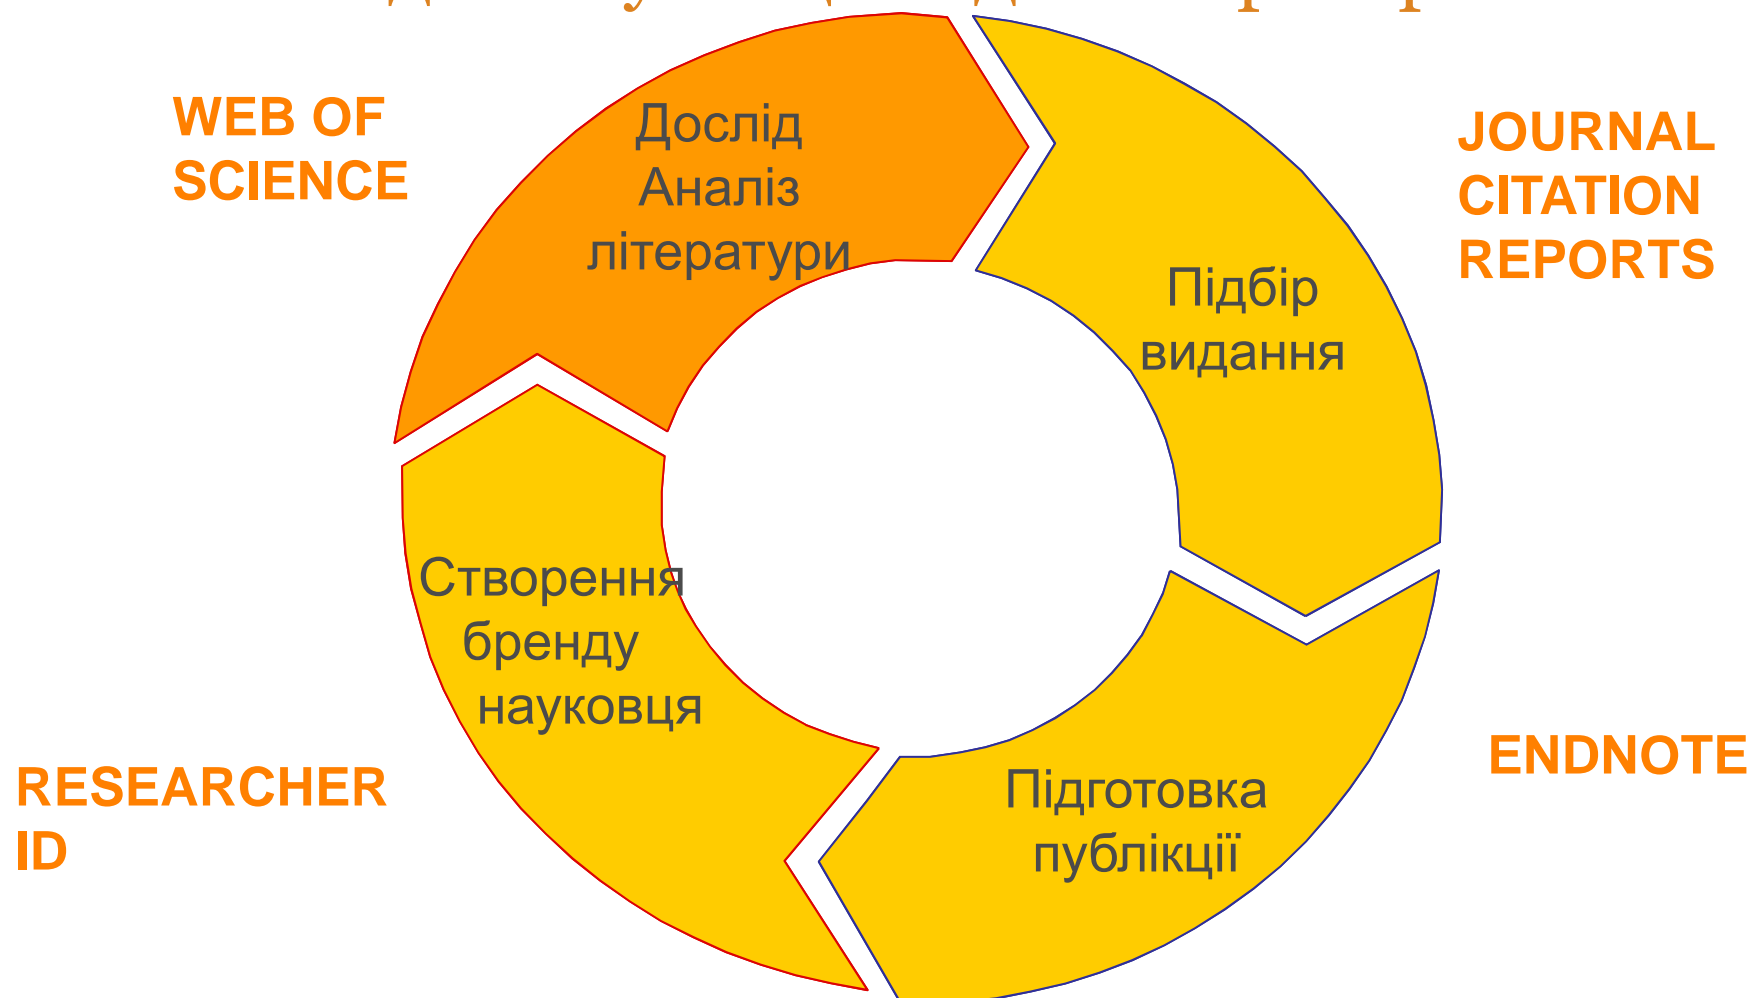 WEB OF
SCIENCE
Дослід
Аналіз
літератури
JOURNAL
CITATION
REPORTS
Підбір
видання
Створення
бренду
науковця
RESEARCHER
ID
Підготовка
публікції
ENDNOTE